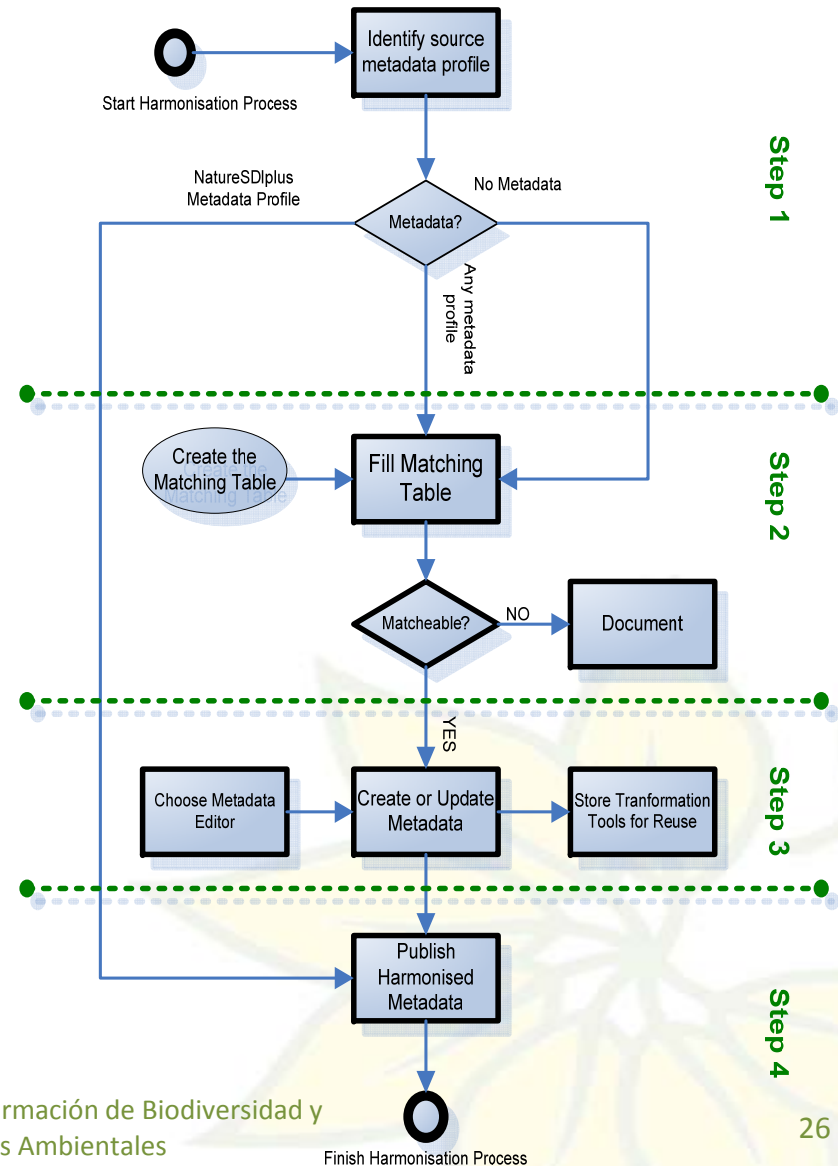 Identify source
metadata profile
Start Harmonisation Process
Step 1
NatureSDIplus
Metadata Profile
No Metadata
Metadata?
Any metadata
profile
Create the
Matching Table
Fill Matching
Table
Step 2
Matcheable?
NO
Document
YES
Choose Metadata
Editor
Create or Update
Metadata
Store Tranformation
Tools for Reuse
Step 3
Publish
Harmonised
Metadata
Step 4
rmación de Biodiversidad y
s Ambientales
26
Finish Harmonisation Process